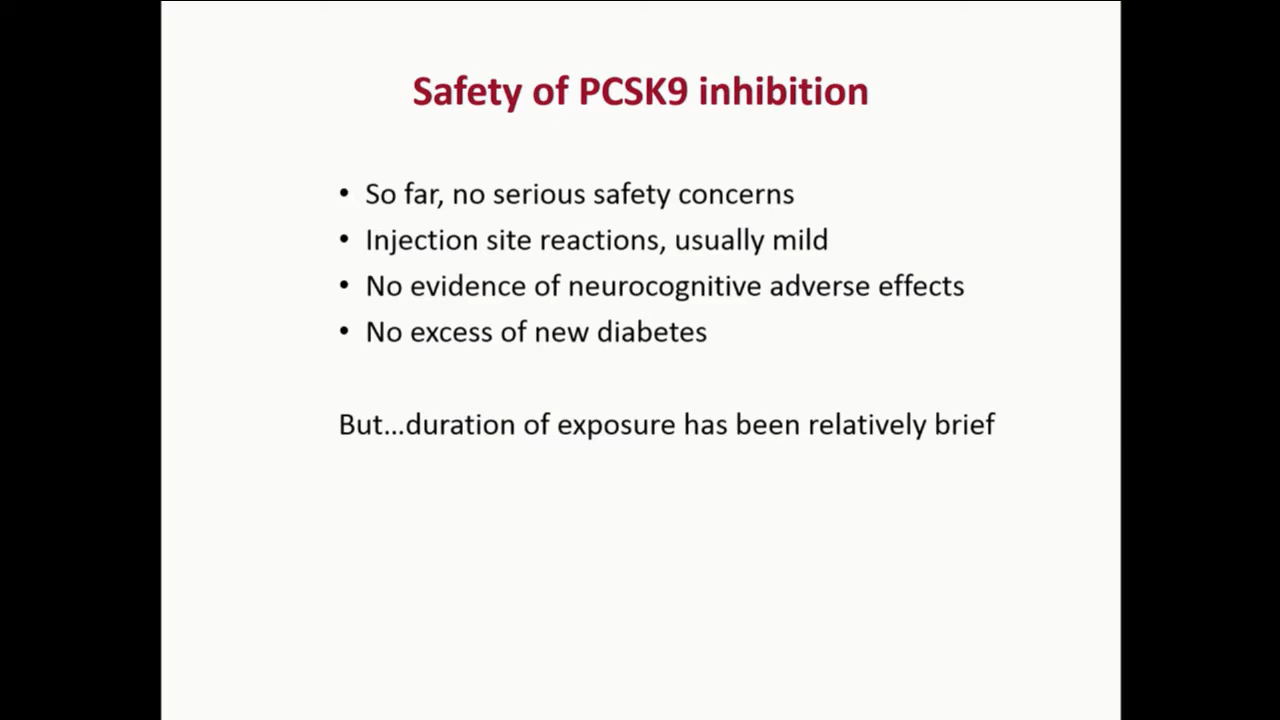 Safety of PCSK9 inhibition
• So far, no serious safety concerns
• Injection site reactions, usually mild
• No evidence of neurocognitive adverse effects
• No excess of new diabetes
But...duration of exposure has been relatively brief